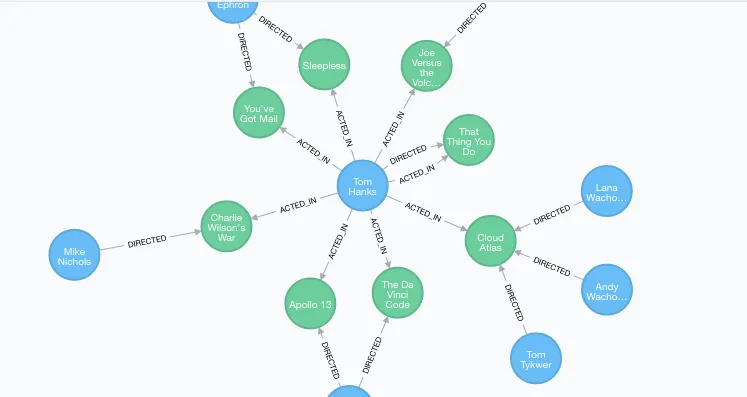 Ephron
DIRECTED
DIRECTED
DIRECTED
Sleepless
Joe
Versus
the
Volc...
You've
Got Mail
ACTED_IN
ACTED_IN
ACTED_IN
DIRECTED
ACTED_IN
That
Thing You
Do
Tom
Hanks
Lana
Wacho...
ACTED_IN
ACTED_IN
DIRECTED
Charlie
Wilson's
War
Mike
Nichols
DIRECTED
ACTED_IN
ACTED_IN
Cloud
Atlas
DIRECTED
Andy
Wacho...
Apollo 13
The Da
Vinci
Code
DIRECTED
DIRECTED
DIRECTED
Tom
Tykwer